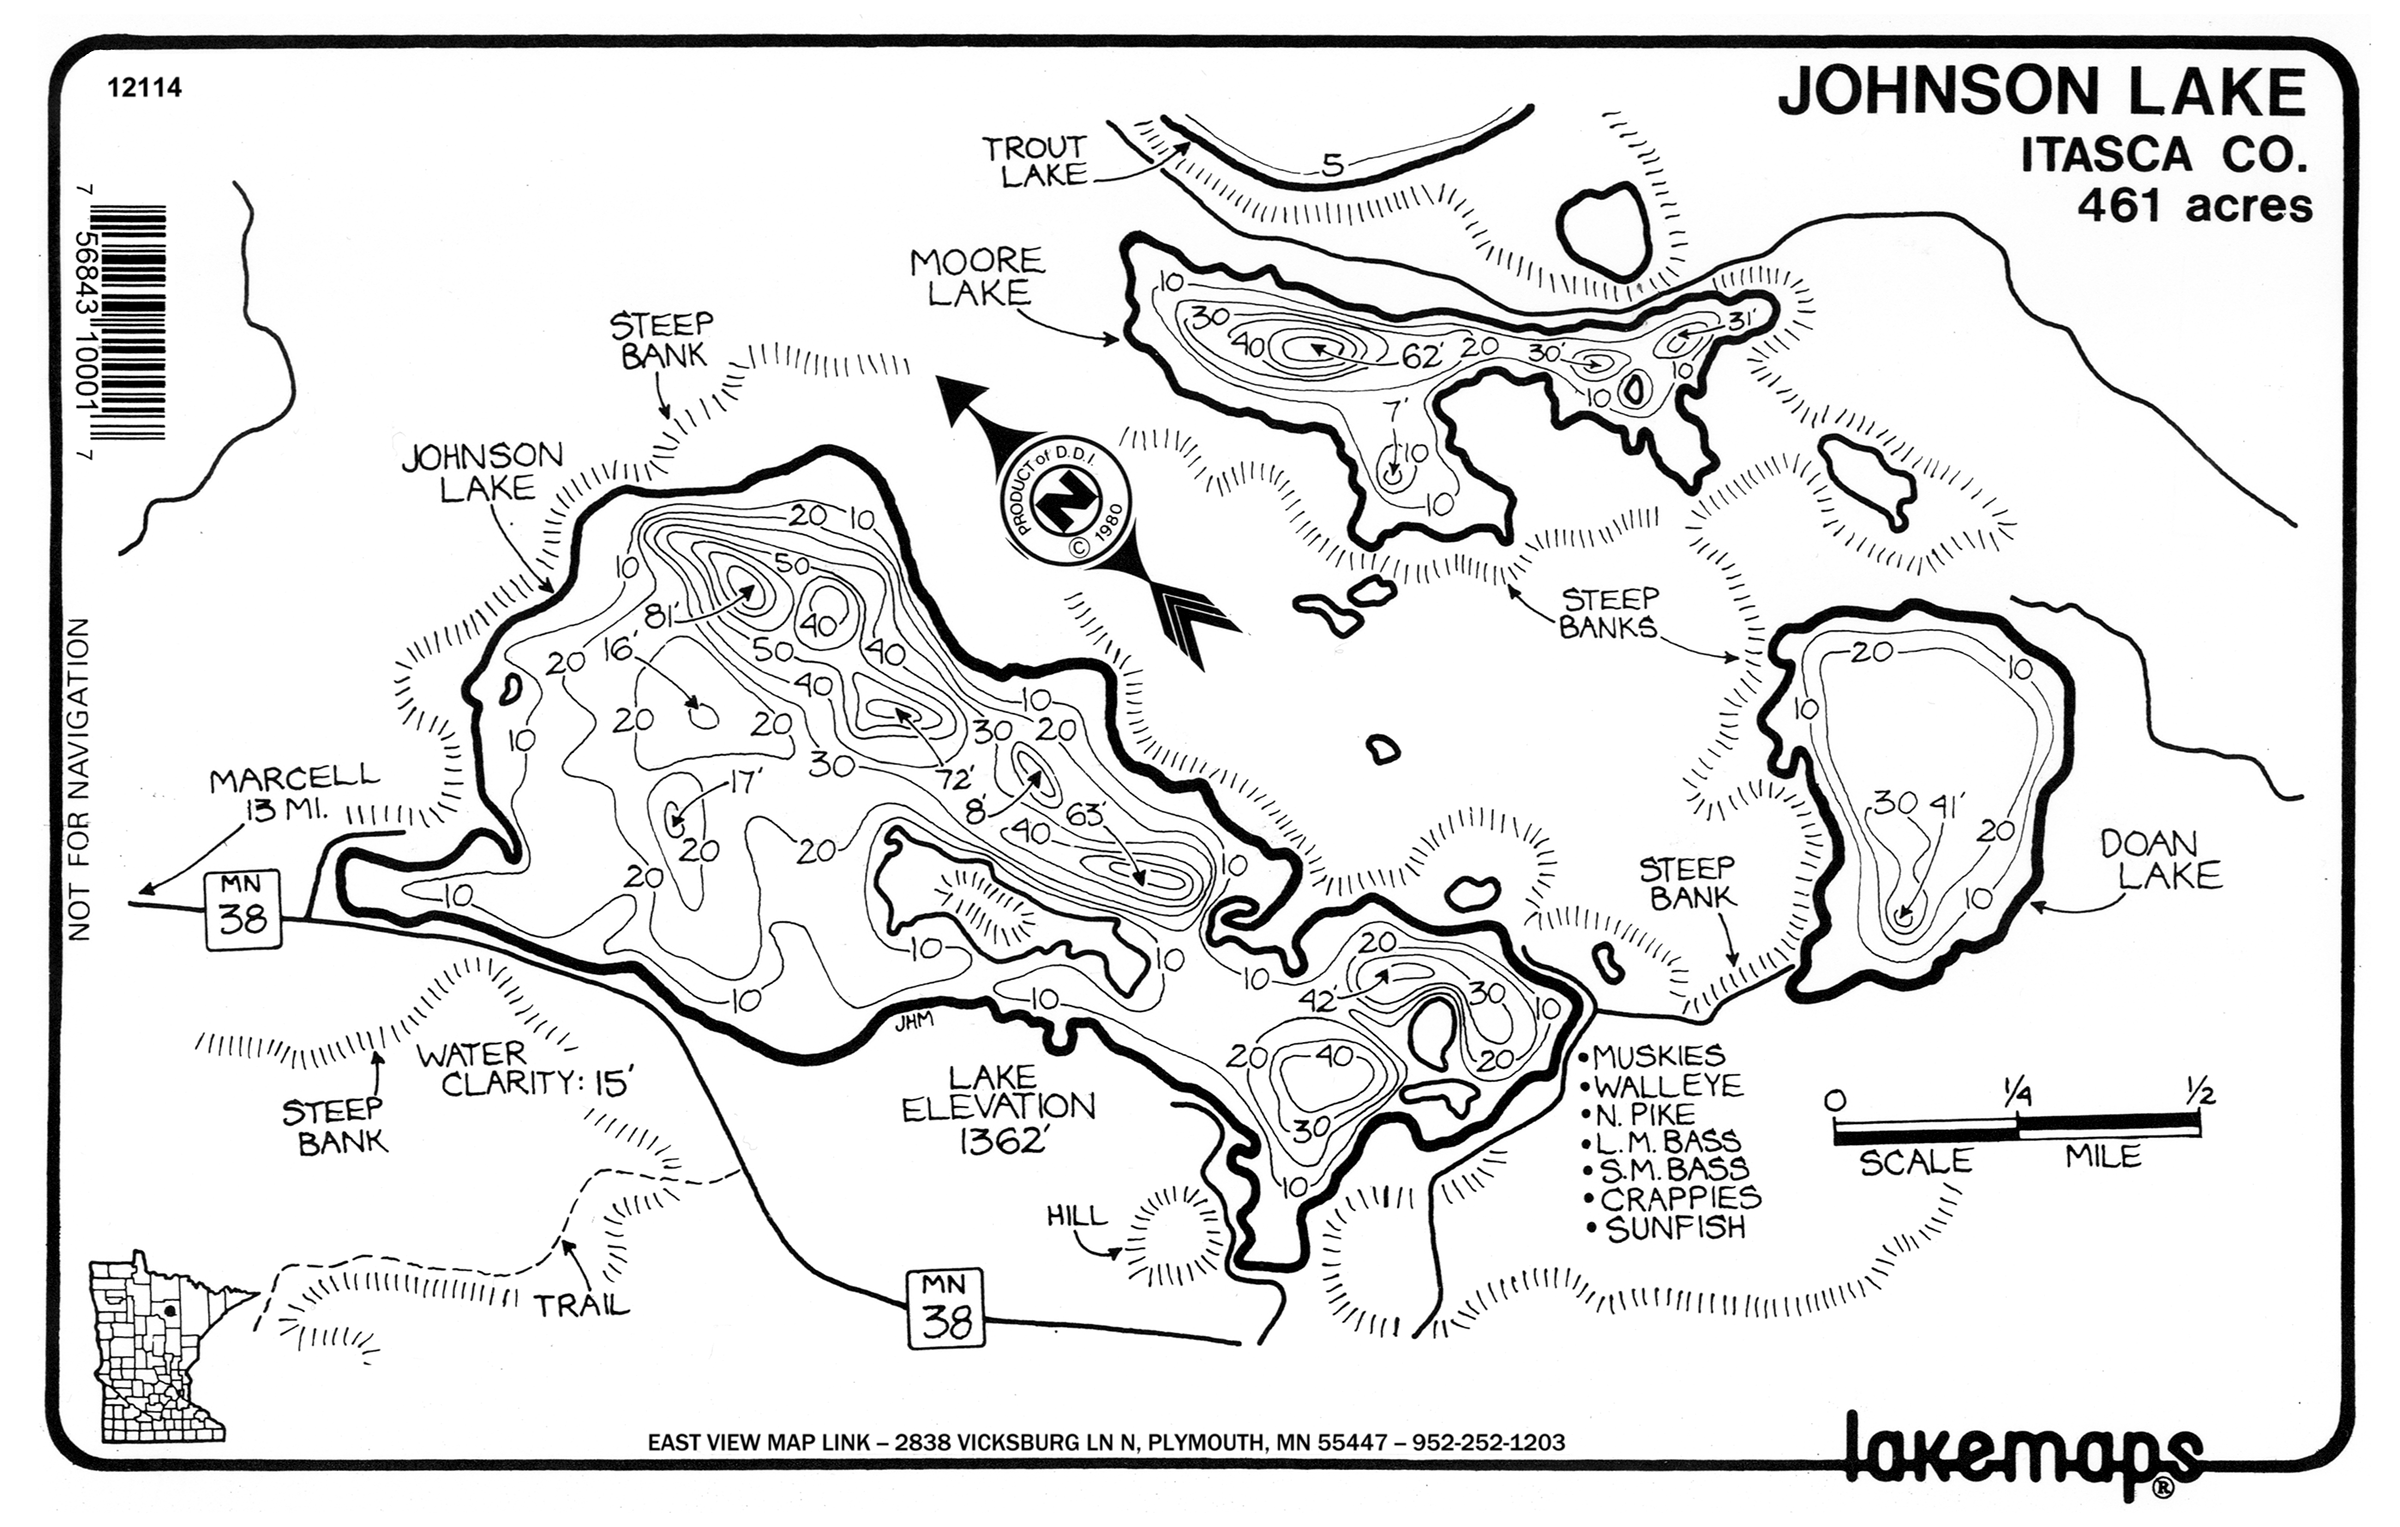 12114
JOHNSON LAKE
ITASCA CO.
461 acres
7 56843 10001 7
NOT FOR NAVIGATION
TROUT
LAKE
5
MOORE
LAKE
10
30
40
62'
20
30'
31'
10
10
7'
10
10
STEEP
BANK
JOHNSON
LAKE
PRODUCT of D.D.I.
N
© 1980
20
10
50
10
81'
40
16'
20
50
40
40
20
20
10
30
10
30
20
72'
17'
8'
63'
40
20
20
20
10
10
10
10
10
10
10
JHM
20
42'
30
10
20
40
20
30
10
STEEP
BANKS
20
10
10
30
41'
20
10
DOAN
LAKE
STEEP
BANK
MARCELL
13 MI.
MN
38
STEEP
BANK
WATER
CLARITY: 15'
LAKE
ELEVATION
1362'
• MUSKIES
• WALLEYE
• N. PIKE
• L.M. BASS
• S.M. BASS
• CRAPPIES
• SUNFISH
0 1/4 1/2
SCALE MILE
HILL
TRAIL
MN
38
EAST VIEW MAP LINK – 2838 VICKSBURG LN N, PLYMOUTH, MN 55447 – 952-252-1203
lakemaps®